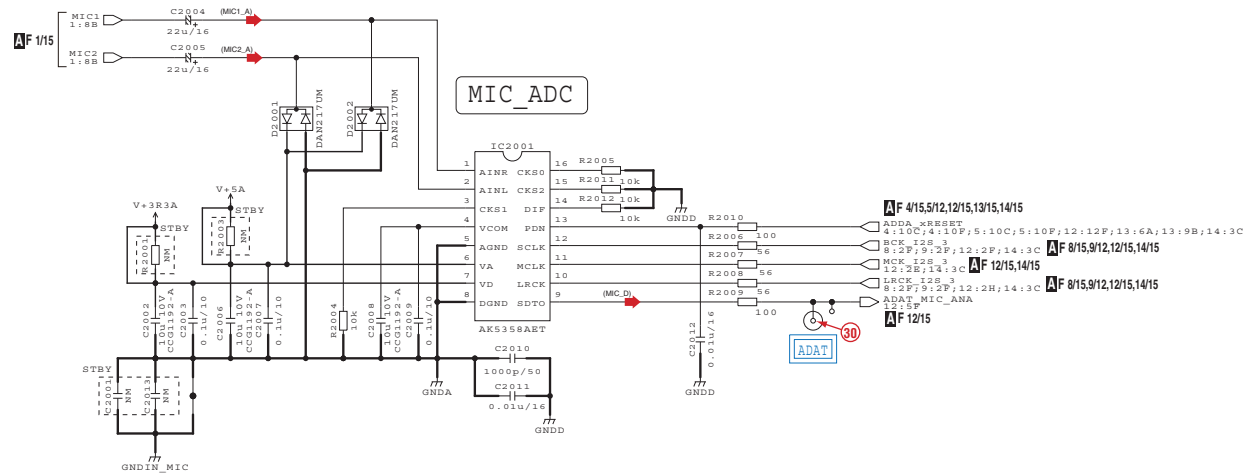 MIC1
1:8B
C2004
22u/16
(MIC1_A)
A F 1/15
MIC2
1:8B
C2005
22u/16
(MIC2_A)
MIC_ADC
D2001
DAN217UM
D2002
DAN217UM
IC2001
1 AINR CKS0 16
2 AINL CKS2 15
3 CKS1 DIF 14
4 VCOM PDN 13
5 AGND SCLK 12
6 VA MCLK 11
7 VD LRCK 10
8 DGND SDTO 9
AK5358AET
R2005
R2011 10k
R2012 10k
10k
GNDD
V+5A
STBY
R2003
NM
V+3R3A
STBY
R2001
NM
A F 4/15,5/12,12/15,13/15,14/15
R2010
100
ADDA_xRESET
4:10C;4:10F;5:10C;5:10F;12:12F;13:6A;13:9B;14:3C
R2006
56
BCK_I2S_3
8:2F;9:2F;12:2F;14:3C
A F 8/15,9/12,12/15,14/15
R2007
56
MCK_I2S_3
12:2E;14:3C
A F 12/15,14/15
R2008
56
LRCK_I2S_3
8:2F;9:2F;12:2H;14:3C
A F 8/15,9/12,12/15,14/15
(MIC_D)
R2009
100
ADAT_MIC_ANA
12:5F
A F 12/15
30
ADAT
C2002
10u/10V
CCG1192-A
C2003
0.1u/10
C2006
10u/10V
CCG1192-A
C2007
0.1u/10
R2004
10k
C2008
10u/10V
CCG1192-A
C2009
0.1u/10
C2012
0.01u/16
GNDD
C2010
1000p/50
C2011
0.01u/16
GNDD
GNDA
STBY
C2001
NM
C2013
NM
GNDIN_MIC